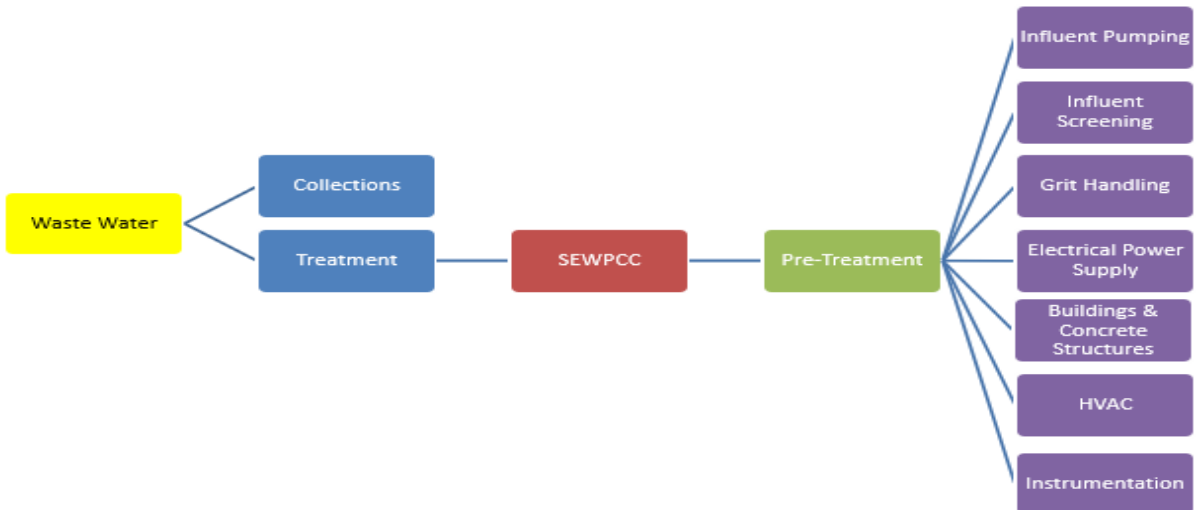 Waste Water
Collections
Treatment
SEWPCC
Pre-Treatment
Influent Pumping
Influent
Screening
Grit Handling
Electrical Power
Supply
Buildings &
Concrete
Structures
HVAC
Instrumentation